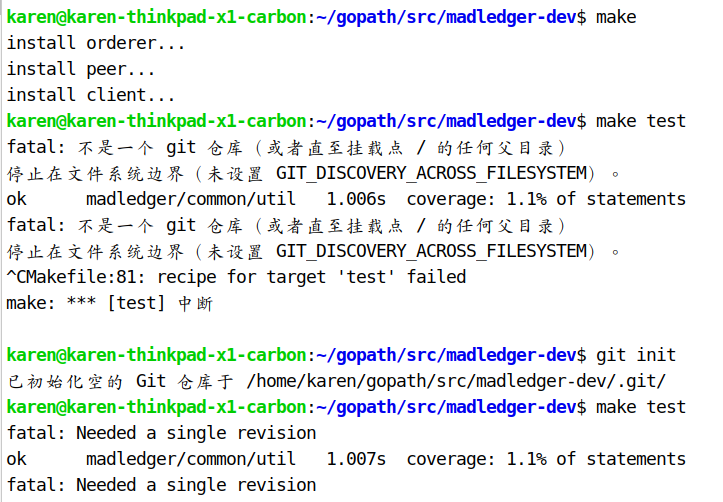 karen@karen-thinkpad-x1-carbon:~/gopath/src/madledger-dev$ make
install orderer...
install peer...
install client...
karen@karen-thinkpad-x1-carbon:~/gopath/src/madledger-dev$ make test
fatal: 不是一个 git 仓库（或者直至挂载点 / 的任何父目录）
停止在文件系统边界（未设置 GIT_DISCOVERY_ACROSS_FILESYSTEM）。
ok      madledger/common/util   1.006s  coverage: 1.1% of statements
fatal: 不是一个 git 仓库（或者直至挂载点 / 的任何父目录）
停止在文件系统边界（未设置 GIT_DISCOVERY_ACROSS_FILESYSTEM）。
^CMakefile:81: recipe for target 'test' failed
make: *** [test] 中断
karen@karen-thinkpad-x1-carbon:~/gopath/src/madledger-dev$ git init
已初始化空的 Git 仓库于 /home/karen/gopath/src/madledger-dev/.git/
karen@karen-thinkpad-x1-carbon:~/gopath/src/madledger-dev$ make test
fatal: Needed a single revision
ok      madledger/common/util   1.007s  coverage: 1.1% of statements
fatal: Needed a single revision